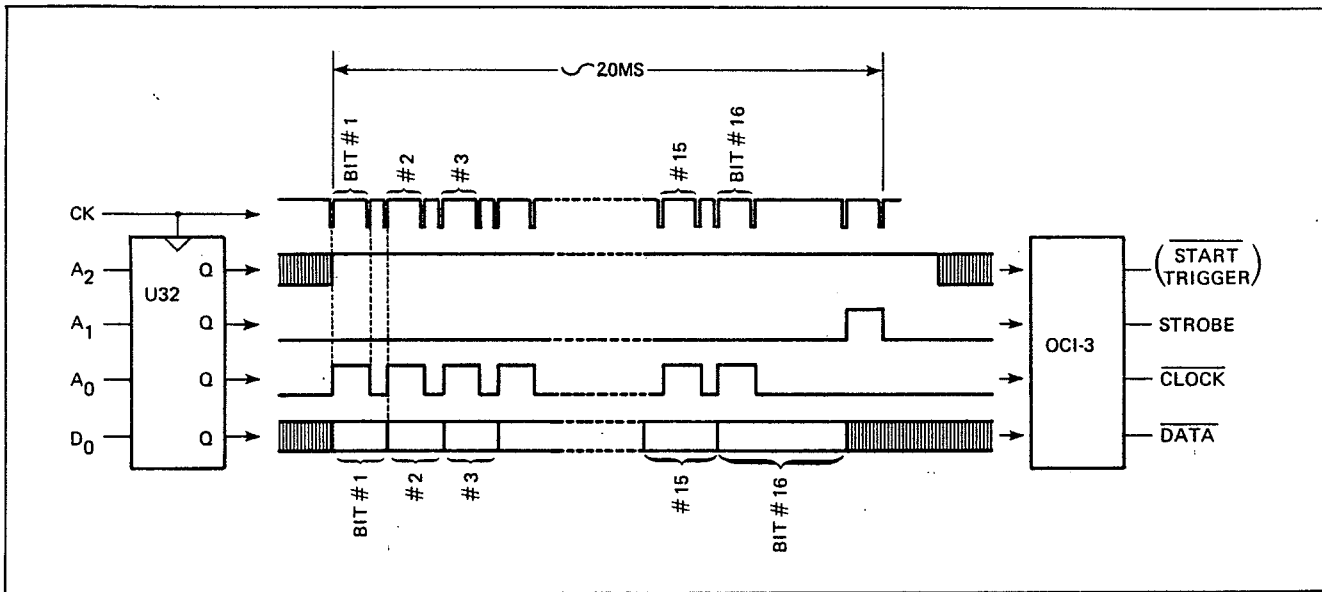 20MS
BIT # 1
# 2
# 3
# 15
BIT # 16
CK
A2
U32
Q
START
TRIGGER
A1
Q
OCI-3
STROBE
A0
Q
CLOCK
D0
Q
DATA
BIT # 1
# 2
# 3
# 15
BIT # 16